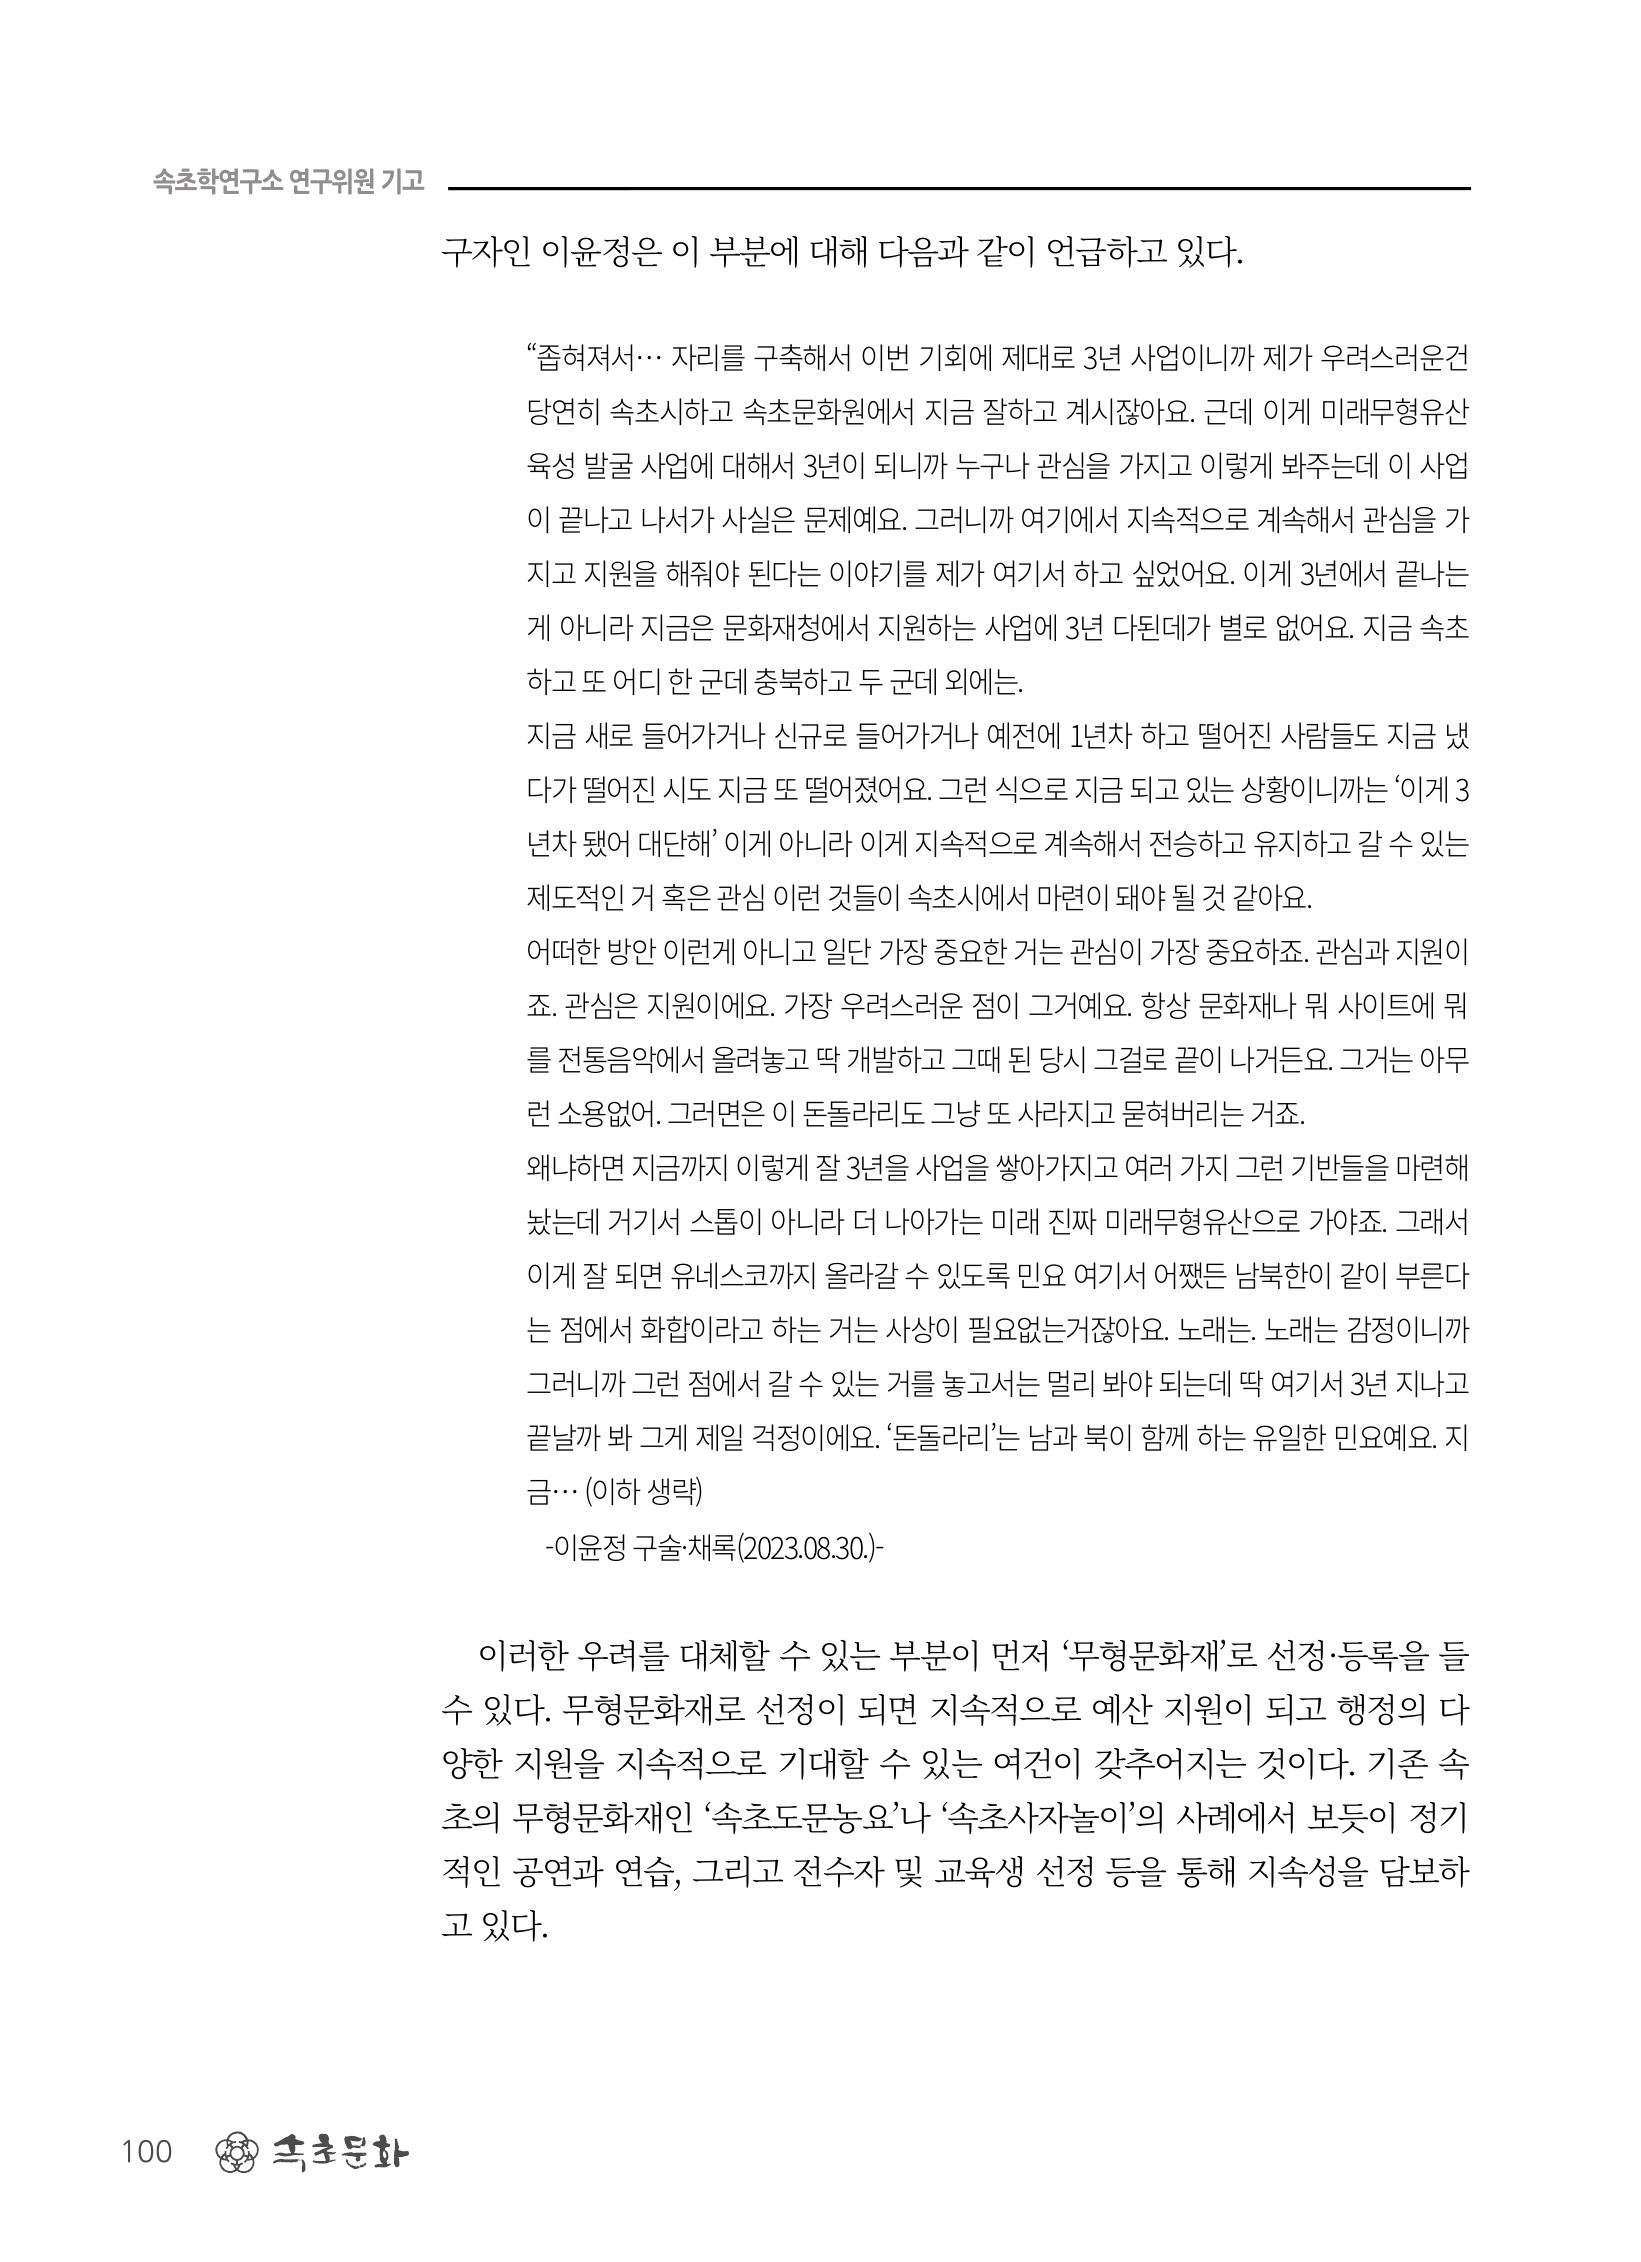 속초학연구소 연구위원 기고
구자인 이윤정은 이 부분에 대해 다음과 같이 언급하고 있다.
“좁혀져서… 자리를 구축해서 이번 기회에 제대로 3년 사업이니까 제가 우려스러운건
당연히 속초시하고 속초문화원에서 지금 잘하고 계시잖아요. 근데 이게 미래무형유산
육성 발굴 사업에 대해서 3년이 되니까 누구나 관심을 가지고 이렇게 봐주는데 이 사업
이 끝나고 나서가 사실은 문제예요. 그러니까 여기에서 지속적으로 계속해서 관심을 가
지고 지원을 해줘야 된다는 이야기를 제가 여기서 하고 싶었어요. 이게 3년에서 끝나는
게 아니라 지금은 문화재청에서 지원하는 사업에 3년 다된데가 별로 없어요. 지금 속초
하고 또 어디 한 군데 충북하고 두 군데 외에는.
지금 새로 들어가거나 신규로 들어가거나 예전에 1년차 하고 떨어진 사람들도 지금 냈
다가 떨어진 시도 지금 또 떨어졌어요. 그런 식으로 지금 되고 있는 상황이니까는 ‘이게 3
년차 됐어 대단해’ 이게 아니라 이게 지속적으로 계속해서 전승하고 유지하고 갈 수 있는
제도적인 거 혹은 관심 이런 것들이 속초시에서 마련이 돼야 될 것 같아요.
어떠한 방안 이런게 아니고 일단 가장 중요한 거는 관심이 가장 중요하죠. 관심과 지원이
죠. 관심은 지원이에요. 가장 우려스러운 점이 그거예요. 항상 문화재나 뭐 사이트에 뭐
를 전통음악에서 올려놓고 딱 개발하고 그때 된 당시 그걸로 끝이 나거든요. 그거는 아무
런 소용없어. 그러면은 이 돈돌라리도 그냥 또 사라지고 묻혀버리는 거죠.
왜냐하면 지금까지 이렇게 잘 3년을 사업을 쌓아가지고 여러 가지 그런 기반들을 마련해
놨는데 거기서 스톱이 아니라 더 나아가는 미래 진짜 미래무형유산으로 가야죠. 그래서
이게 잘 되면 유네스코까지 올라갈 수 있도록 민요 여기서 어쨌든 남북한이 같이 부른다
는 점에서 화합이라고 하는 거는 사상이 필요없는거잖아요. 노래는. 노래는 감정이니까
그러니까 그런 점에서 갈 수 있는 거를 놓고서는 멀리 봐야 되는데 딱 여기서 3년 지나고
끝날까 봐 그게 제일 걱정이에요. ‘돈돌라리’는 남과 북이 함께 하는 유일한 민요예요. 지
금… (이하 생략)
-이윤정 구술·채록(2023.08.30.)-
이러한 우려를 대체할 수 있는 부분이 먼저 ‘무형문화재’로 선정·등록을 들
수 있다. 무형문화재로 선정이 되면 지속적으로 예산 지원이 되고 행정의 다
양한 지원을 지속적으로 기대할 수 있는 여건이 갖추어지는 것이다. 기존 속
초의 무형문화재인 ‘속초도문농요’나 ‘속초사자놀이’의 사례에서 보듯이 정기
적인 공연과 연습, 그리고 전수자 및 교육생 선정 등을 통해 지속성을 담보하
고 있다.
100 속초문화